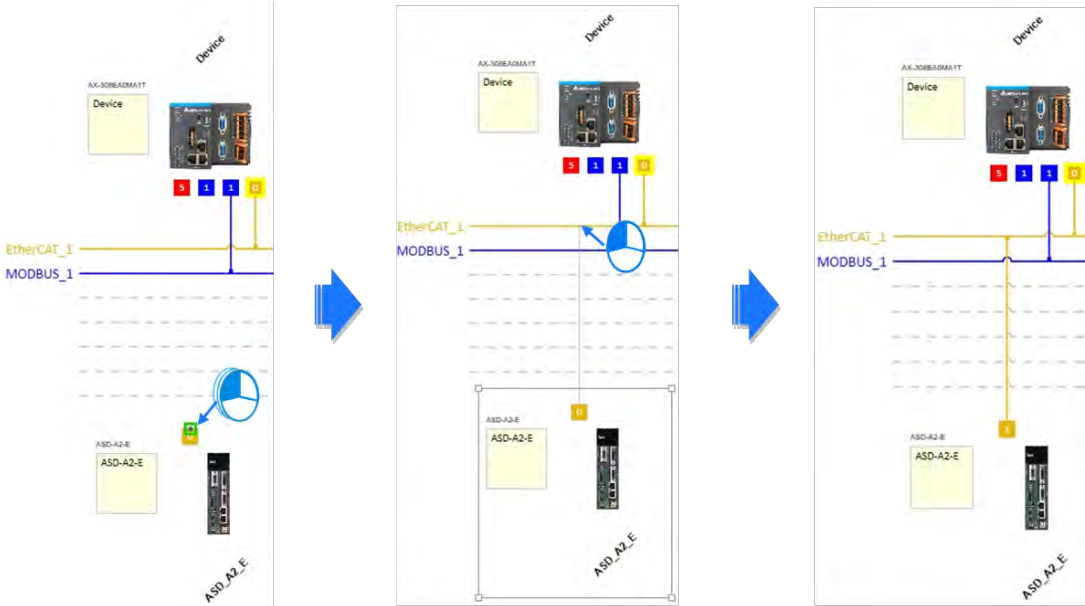 Device
AX-308EA0MA1T
Device
5 1 1 0
EtherCAT_1
MODBUS_1
ASD-A2-E
ASD-A2-E
ASD_A2_E
Device
AX-308EA0MA1T
Device
5 1 1 0
EtherCAT_1
MODBUS_1
0
ASD-A2-E
ASD-A2-E
ASD_A2_E
Device
AX-308EA0MA1T
Device
5 1 1 0
EtherCAT_1
MODBUS_1
1
ASD-A2-E
ASD-A2-E
ASD_A2_E